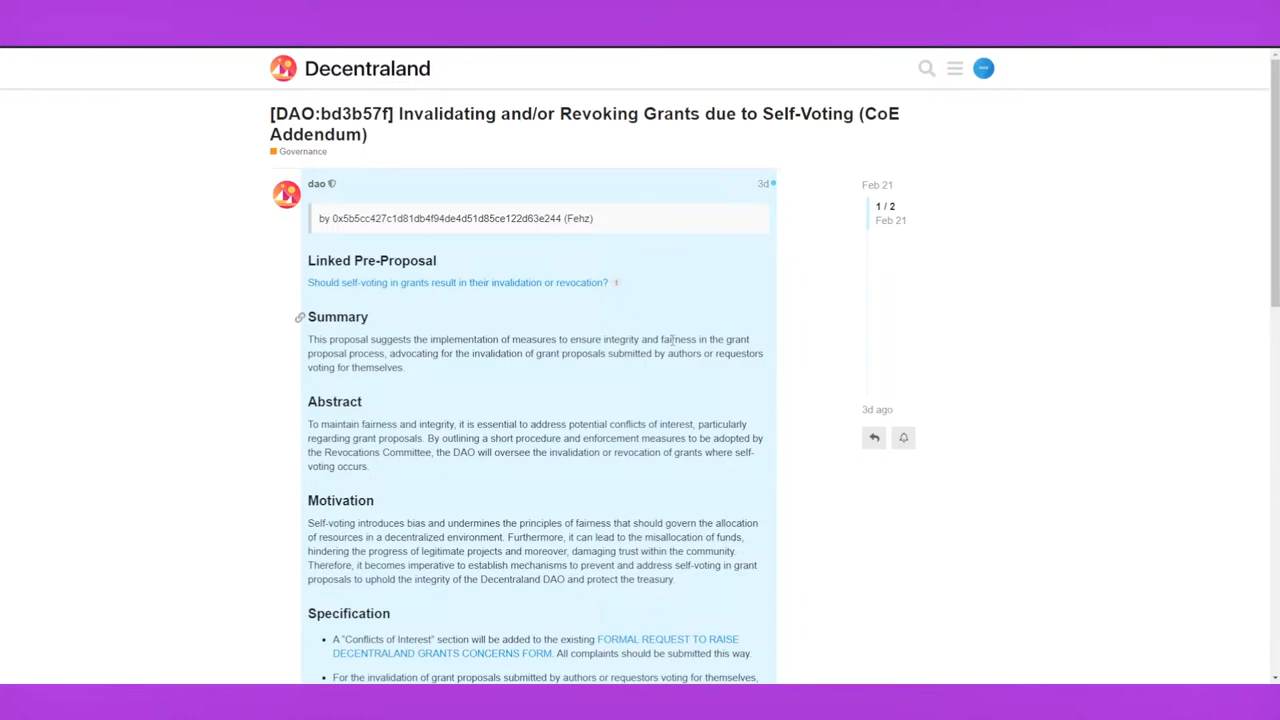 Decentraland
[DAO:bd3b57f] Invalidating and/or Revoking Grants due to Self-Voting (CoE
Addendum)
Governance
dao
3d
by 0x5b5cc427c1d81db4f94de4d51d85ce122d63e244 (Fehz)
Linked Pre-Proposal
Should self-voting in grants result in their invalidation or revocation? 1
Summary
This proposal suggests the implementation of measures to ensure integrity and fairness in the grant
proposal process, advocating for the invalidation of grant proposals submitted by authors or requestors
voting for themselves.
Abstract
To maintain fairness and integrity, it is essential to address potential conflicts of interest, particularly
regarding grant proposals. By outlining a short procedure and enforcement measures to be adopted by
the Revocations Committee, the DAO will oversee the invalidation or revocation of grants where self-
voting occurs.
Motivation
Self-voting introduces bias and undermines the principles of fairness that should govern the allocation
of resources in a decentralized environment. Furthermore, it can lead to the misallocation of funds,
hindering the progress of legitimate projects and moreover, damaging trust within the community.
Therefore, it becomes imperative to establish mechanisms to prevent and address self-voting in grant
proposals to uphold the integrity of the Decentraland DAO and protect the treasury.
Specification
• A "Conflicts of Interest" section will be added to the existing FORMAL REQUEST TO RAISE
DECENTRALAND GRANTS CONCERNS FORM. All complaints should be submitted this way.
• For the invalidation of grant proposals submitted by authors or requestors voting for themselves,
Feb 21
1 / 2
Feb 21
3d ago